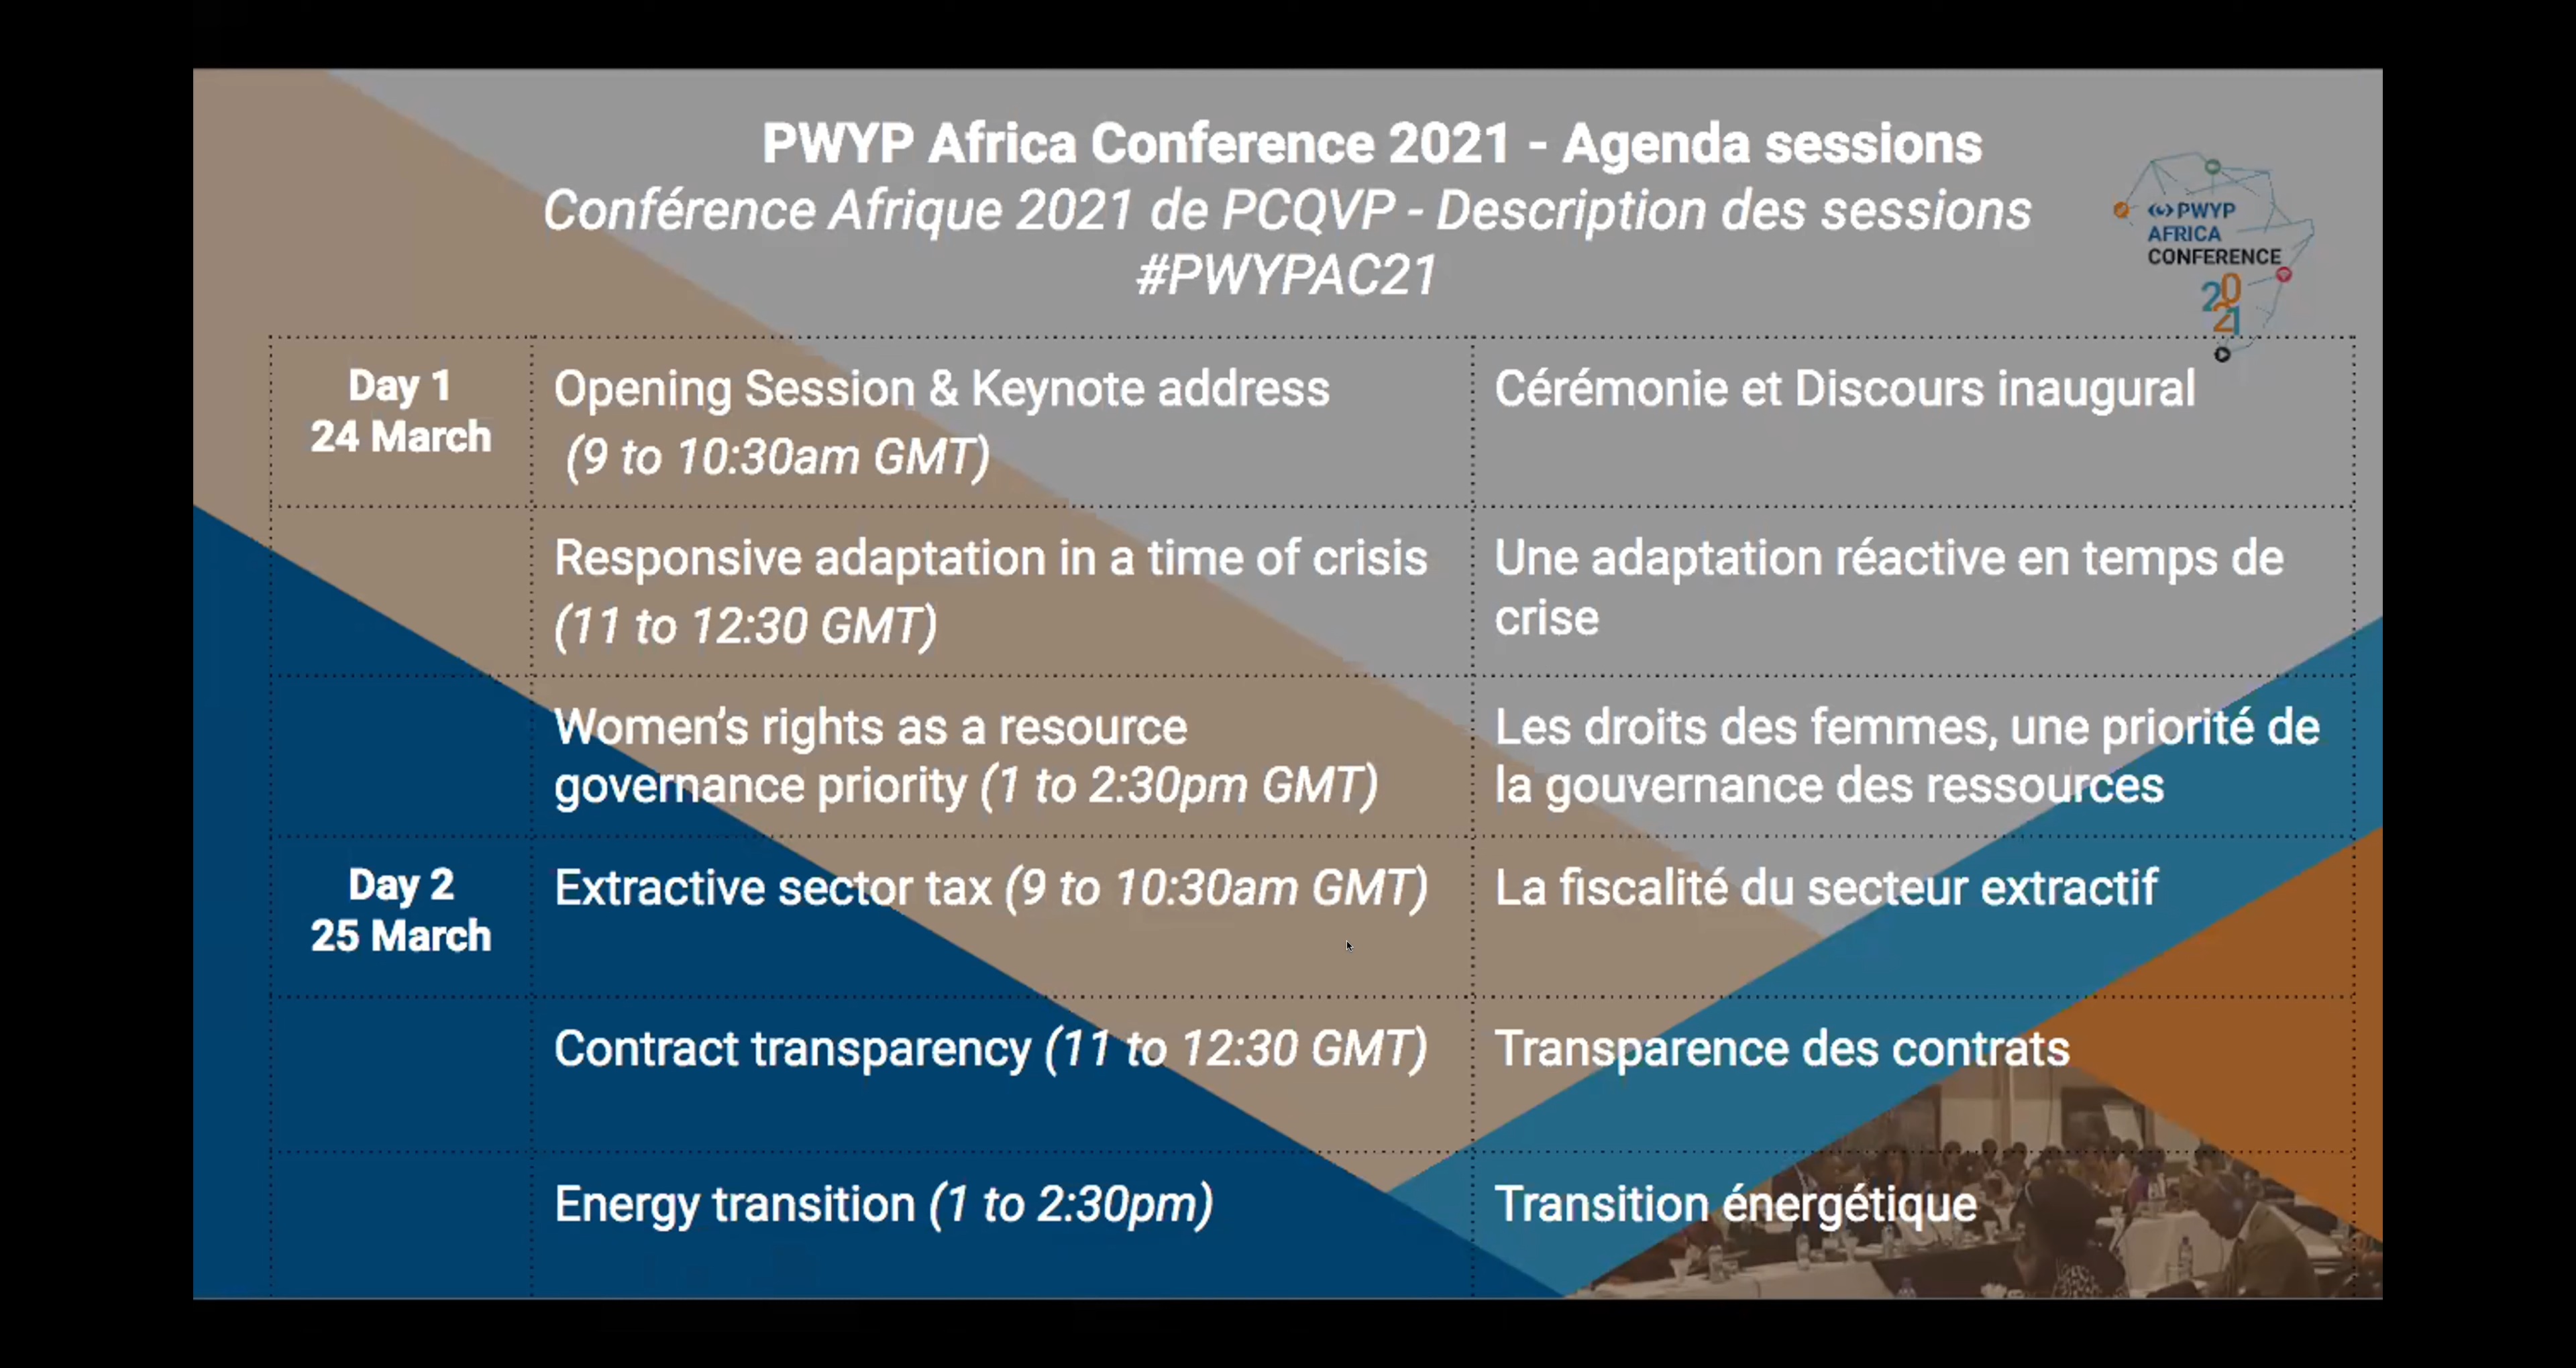 PWYP Africa Conference 2021 - Agenda sessions
Conférence Afrique 2021 de PCQVP - Description des sessions
#PWYPAC21
PWYP
AFRICA
CONFERENCE
20
21
Day 1
24 March
Opening Session & Keynote address
(9 to 10:30am GMT)
Cérémonie et Discours inaugural
Responsive adaptation in a time of crisis
(11 to 12:30 GMT)
Une adaptation réactive en temps de
crise
Women’s rights as a resource
governance priority (1 to 2:30pm GMT)
Les droits des femmes, une priorité de
la gouvernance des ressources
Day 2
25 March
Extractive sector tax (9 to 10:30am GMT)
La fiscalité du secteur extractif
Contract transparency (11 to 12:30 GMT)
Transparence des contrats
Energy transition (1 to 2:30pm)
Transition énergétique